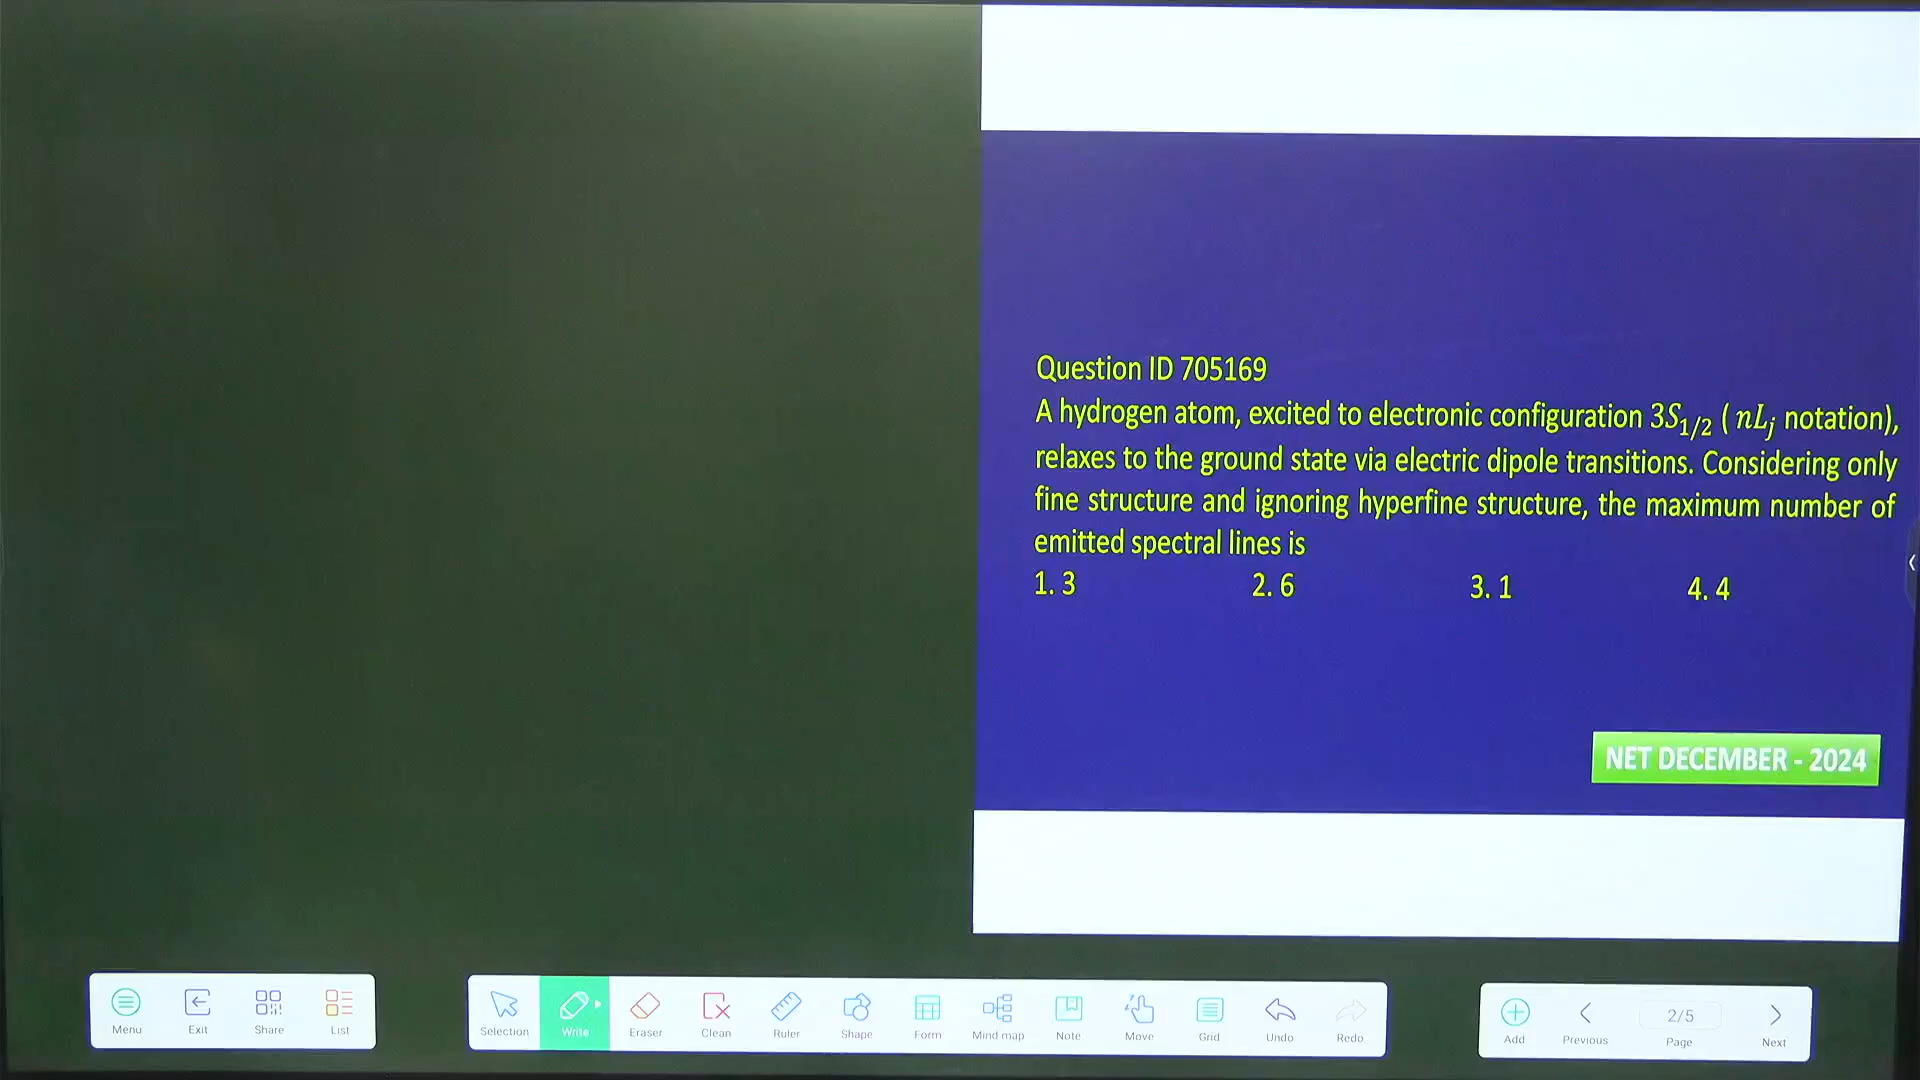 Question ID 705169
A hydrogen atom, excited to electronic configuration 3S₁/₂ ( nLⱼ notation),
relaxes to the ground state via electric dipole transitions. Considering only
fine structure and ignoring hyperfine structure, the maximum number of
emitted spectral lines is
1. 3 2. 6 3. 1 4. 4
NET DECEMBER - 2024
Menu Exit Share List
Selection Write Eraser Clean Ruler Shape Form Mind map Note Move Grid Undo Redo
2/5
Add Previous Page Next